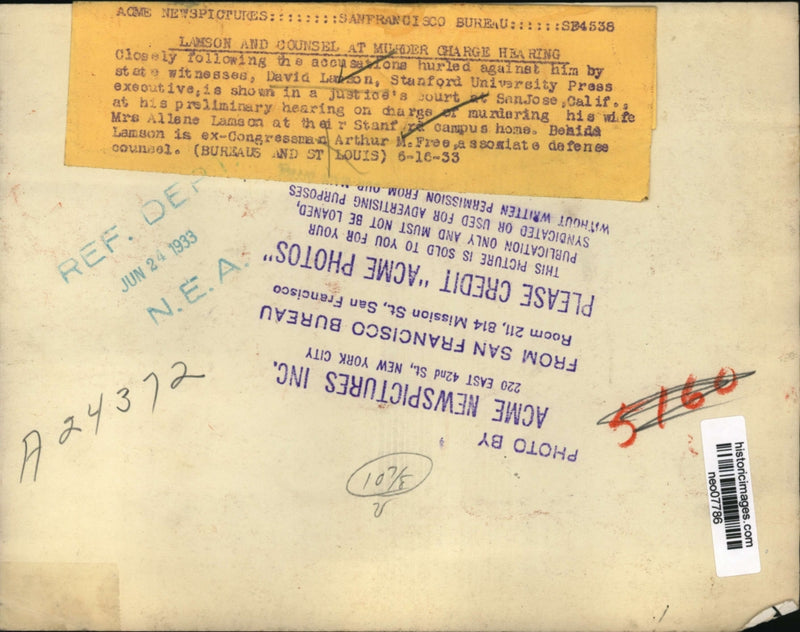 ACME NEWSPICTURES::::::::SANFRANCISCO BUREAU::::::SF4538
LAMSON AND COUNSEL AT MURDER CHARGE HEARING
Closely following the accusations hurled against him by
state witnesses, David Lamson, Stanford University Press
executive, is shown in a justice's court at SanJose,Calif.,
at his preliminary hearing on charge of murdering his wife
Mrs Allene Lamson at their Stanford campus home. Behind
Lamson is ex-Congressman Arthur M.Free,assosiate defense
counsel. (BUREAUS AND ST LOUIS) 6-16-33
REF. DEPT
JUN 24 1933
N.E.A.
PHOTO BY
ACME NEWSPICTURES INC.
220 EAST 42nd St., NEW YORK CITY
FROM SAN FRANCISCO BUREAU
Room 211, 814 Mission St., San Francisco
PLEASE CREDIT "ACME PHOTOS"
THIS PICTURE IS SOLD TO YOU FOR YOUR
PUBLICATION ONLY AND MUST NOT BE LOANED,
SYNDICATED OR USED FOR ADVERTISING PURPOSES
WITHOUT WRITTEN PERMISSION FROM OUR
A24372
5160
historicimages.com
neo07786